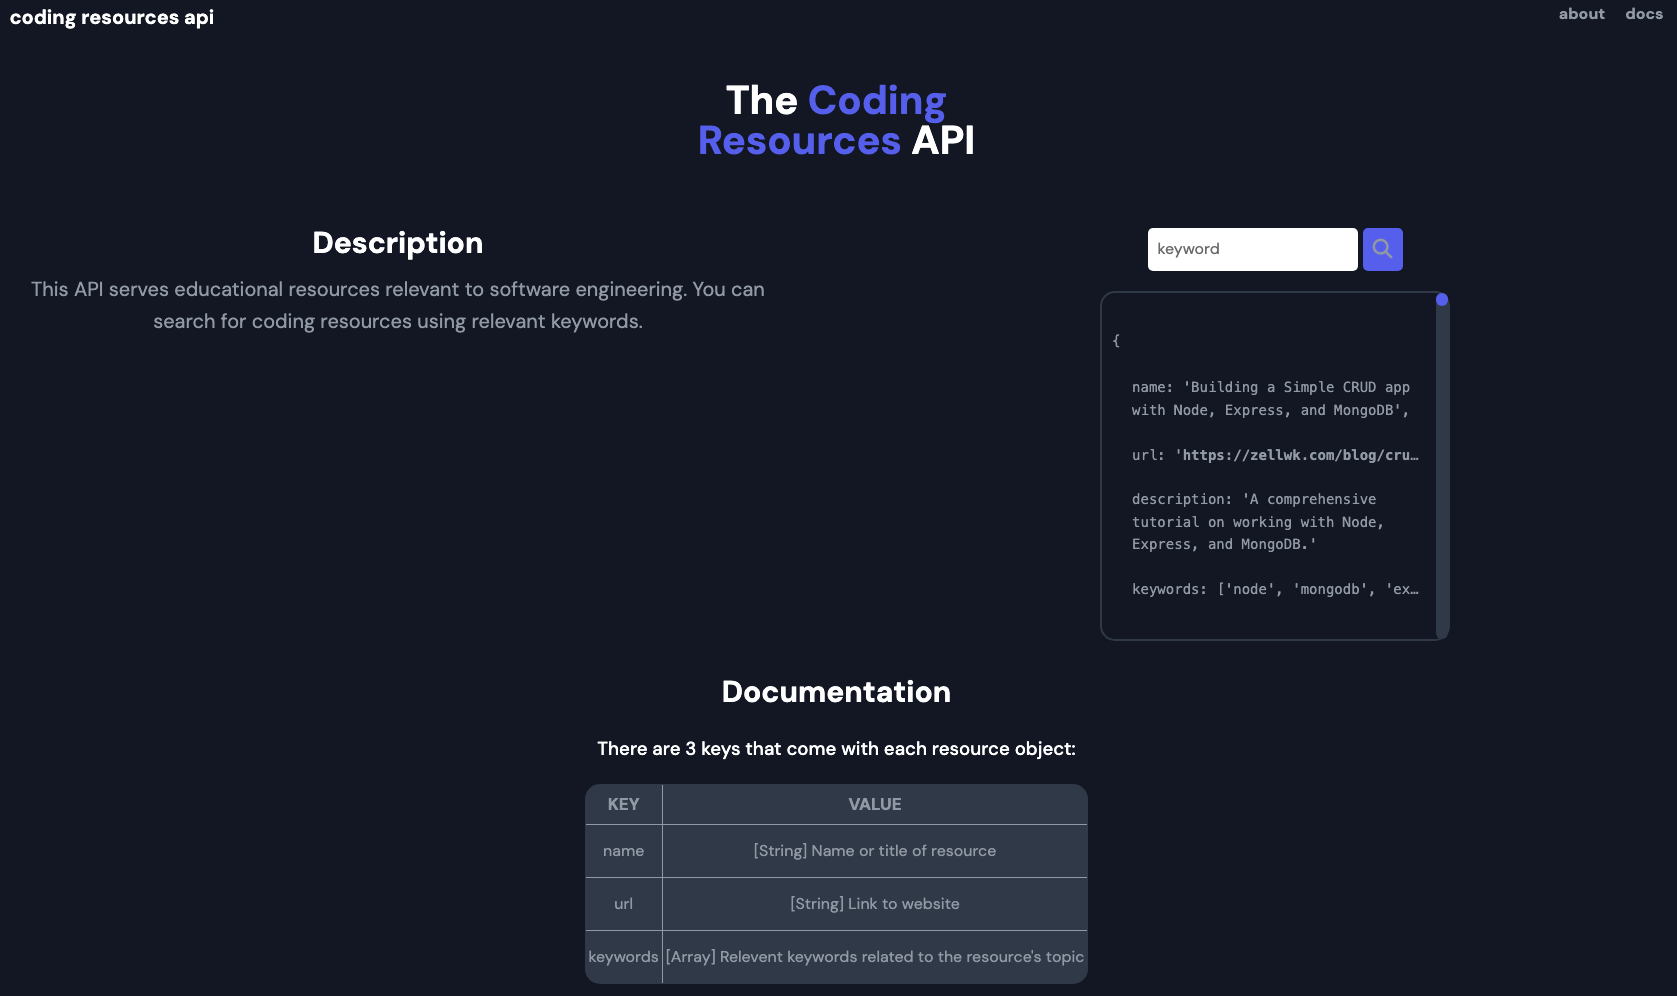 coding resources api
about docs
The Coding
Resources API
Description
This API serves educational resources relevant to software engineering. You can
search for coding resources using relevant keywords.
keyword
{
name: 'Building a Simple CRUD app
with Node, Express, and MongoDB',
url: 'https://zellwk.com/blog/cru…
description: 'A comprehensive
tutorial on working with Node,
Express, and MongoDB.'
keywords: ['node', 'mongodb', 'ex…
Documentation
There are 3 keys that come with each resource object:
KEY VALUE
name [String] Name or title of resource
url [String] Link to website
keywords [Array] Relevent keywords related to the resource's topic